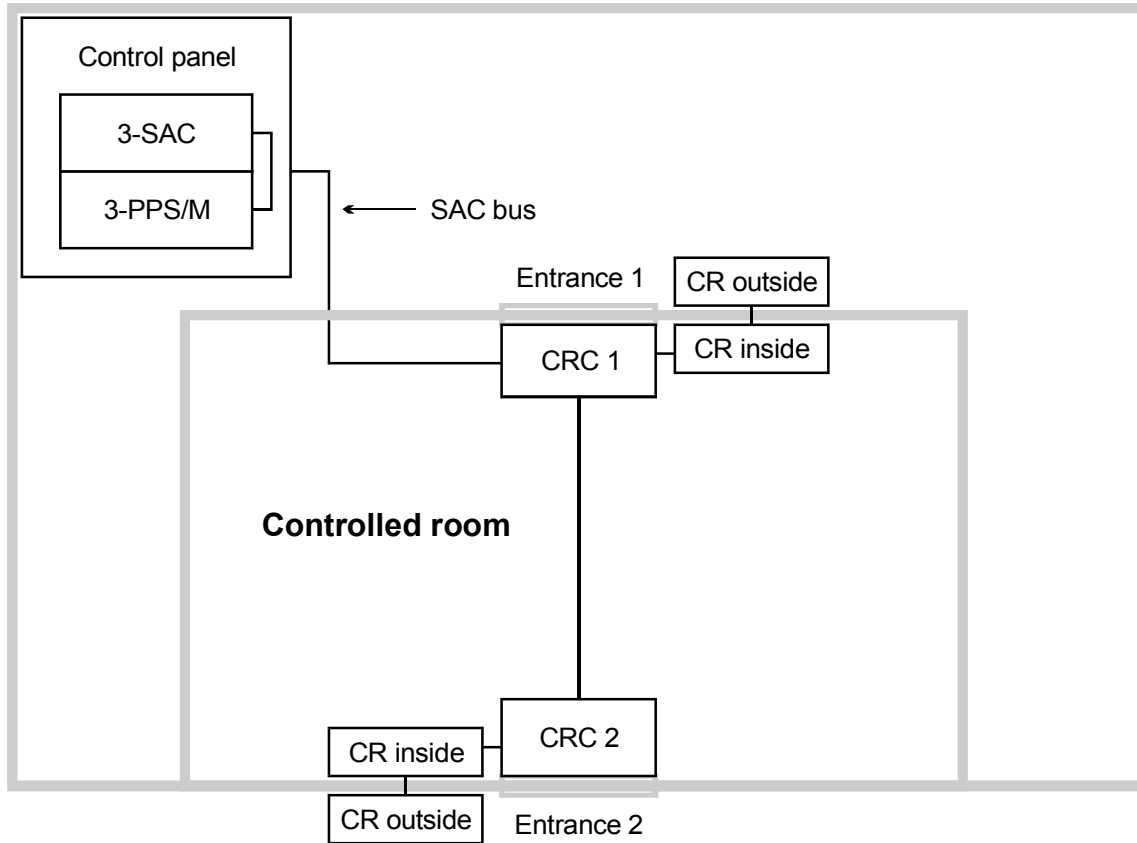 Control panel
3-SAC
3-PPS/M
SAC bus
Entrance 1
CR outside
CRC 1
CR inside
Controlled room
CR inside
CRC 2
CR outside
Entrance 2